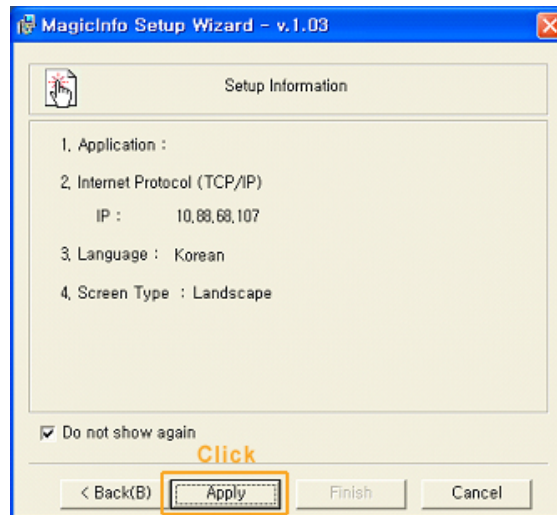 MagicInfo Setup Wizard - v.1.03
Setup Information
1, Application :
2, Internet Protocol (TCP/IP)
IP : 10,88,68,107
3, Language : Korean
4, Screen Type : Landscape
Do not show again
Click
< Back(B) Apply Finish Cancel